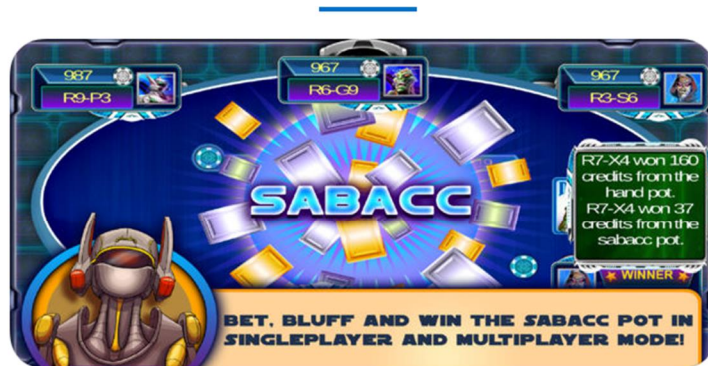 987
R9-P3
967
R6-G9
967
R3-S6
SABACC
R7-X4 won 160
credits from the
hand pot.
R7-X4 won 37
credits from the
sabacc pot.
WINNER
BET, BLUFF AND WIN THE SABACC POT IN
SINGLEPLAYER AND MULTIPLAYER MODE!